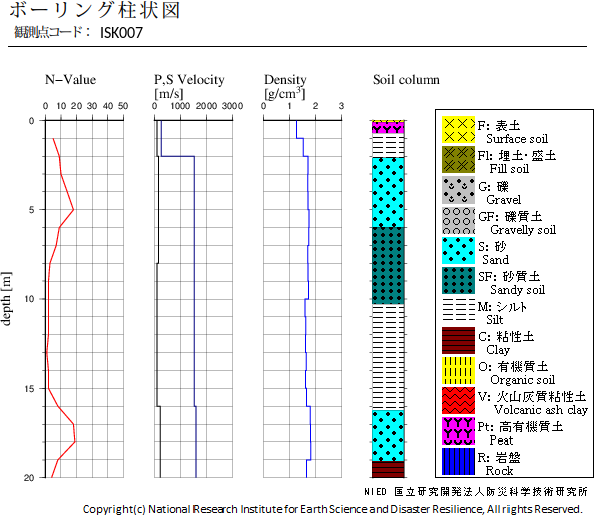 ボーリング柱状図
観測点コード： ISK007
N−Value
P,S Velocity
[m/s]
Density
[g/cm³]
Soil column
0 10 20 30 40 50
0 1000 2000 3000
0 1 2 3
depth [m]
0
5
10
15
20
F: 表土
Surface soil
Fl: 埋土・盛土
Fill soil
G: 礫
Gravel
GF: 礫質土
Gravelly soil
S: 砂
Sand
SF: 砂質土
Sandy soil
M: シルト
Silt
C: 粘性土
Clay
O: 有機質土
Organic soil
V: 火山灰質粘性土
Volcanic ash clay
Pt: 高有機質土
Peat
R: 岩盤
Rock
NIED 国立研究開発法人防災科学技術研究所
Copyright(c) National Research Institute for Earth Science and Disaster Resilience, All rights Reserved.